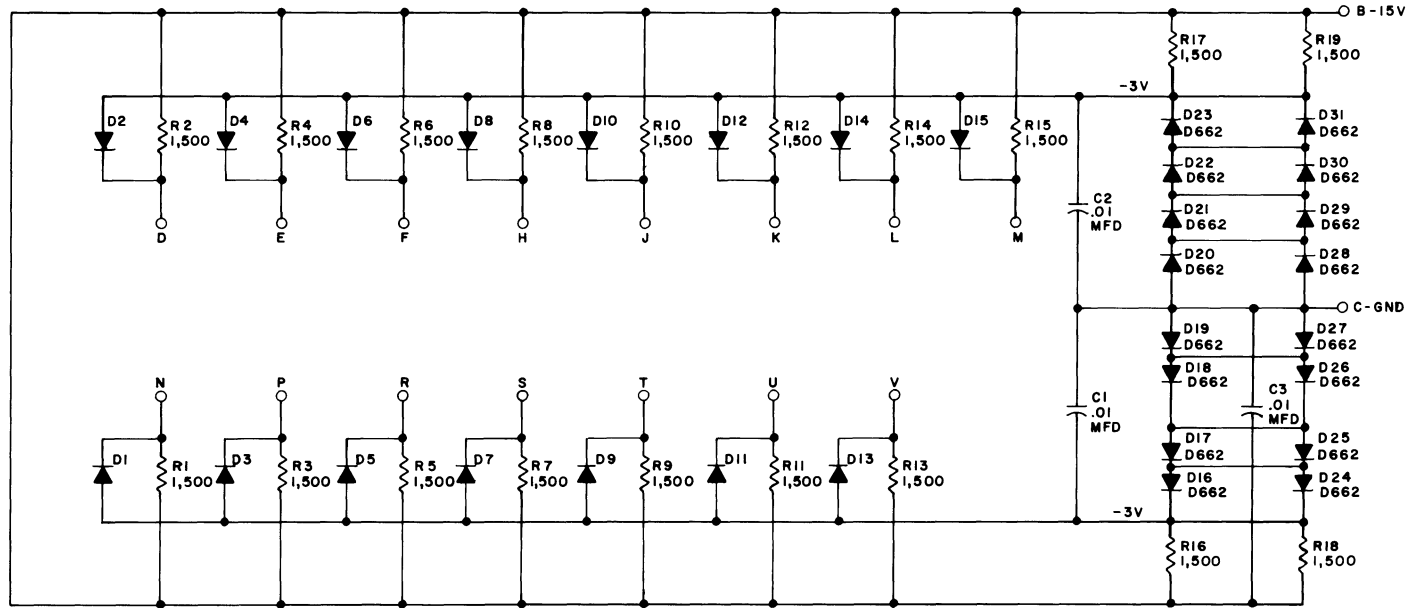 B-15V
R17
1,500
R19
1,500
-3V
D2
R2
1,500
D4
R4
1,500
D6
R6
1,500
D8
R8
1,500
D10
R10
1,500
D12
R12
1,500
D14
R14
1,500
D15
R15
1,500
D23
D662
D31
D662
D22
D662
D30
D662
C2
.01
MFD
D21
D662
D29
D662
D20
D662
D28
D662
D
E
F
H
J
K
L
M
C-GND
D19
D662
D27
D662
D18
D662
D26
D662
N
P
R
S
T
U
V
C1
.01
MFD
C3
.01
MFD
D1
R1
1,500
D3
R3
1,500
D5
R5
1,500
D7
R7
1,500
D9
R9
1,500
D11
R11
1,500
D13
R13
1,500
D17
D662
D25
D662
D16
D662
D24
D662
-3V
R16
1,500
R18
1,500